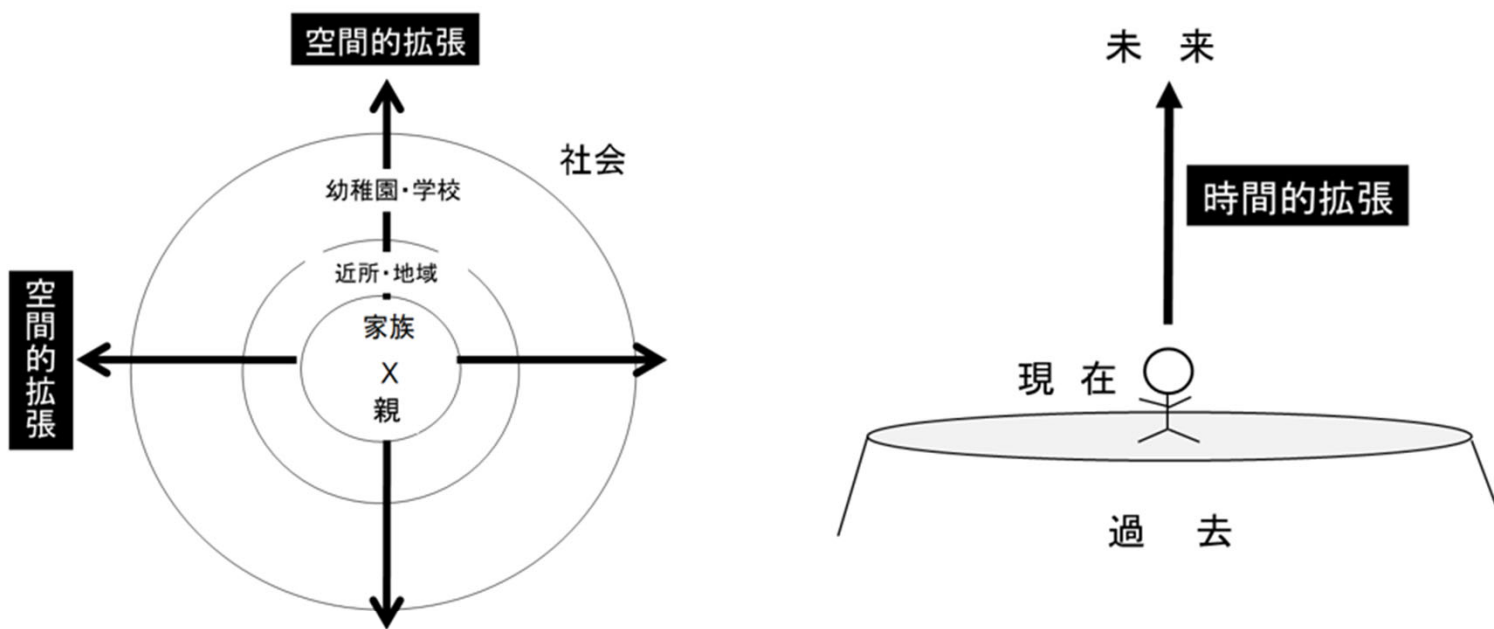 空間的拡張
社会
幼稚園・学校
近所・地域
家族
X
親
空間的拡張
未 来
時間的拡張
現 在
過 去